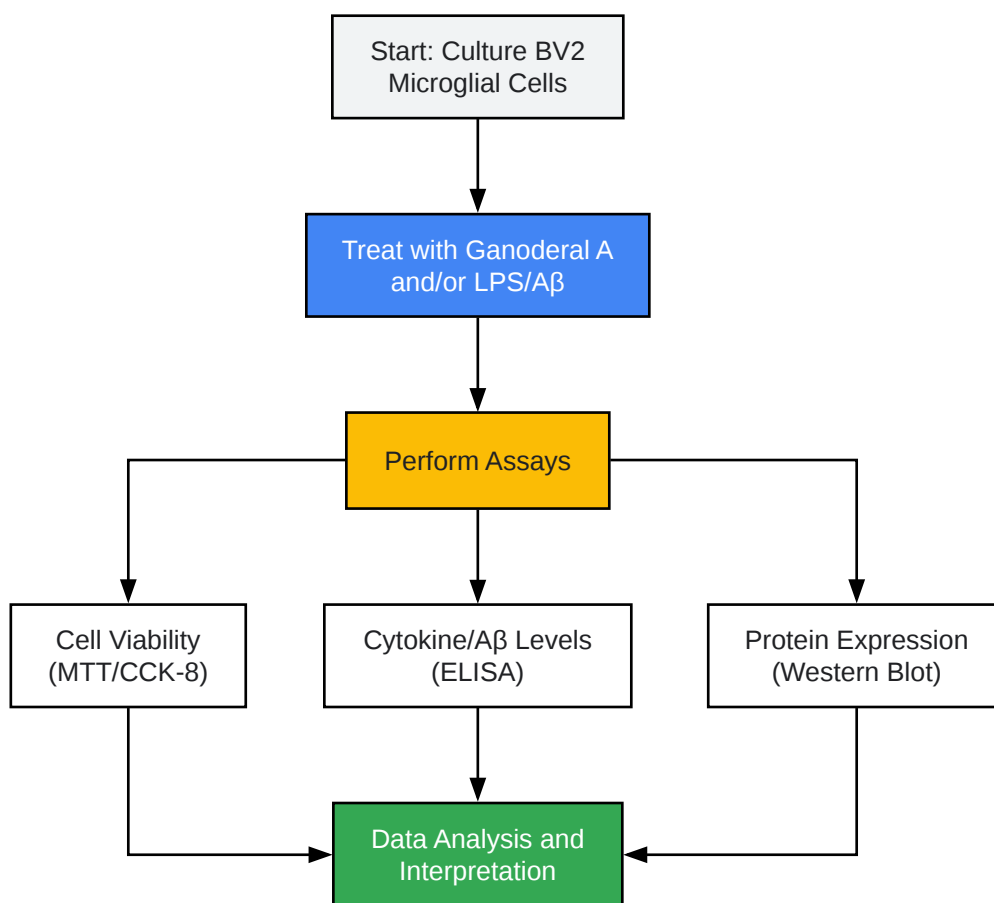 Start: Culture BV2
Microglial Cells
Treat with Ganoderal A
and/or LPS/Aβ
Perform Assays
Cell Viability
(MTT/CCK-8)
Cytokine/Aβ Levels
(ELISA)
Protein Expression
(Western Blot)
Data Analysis and
Interpretation